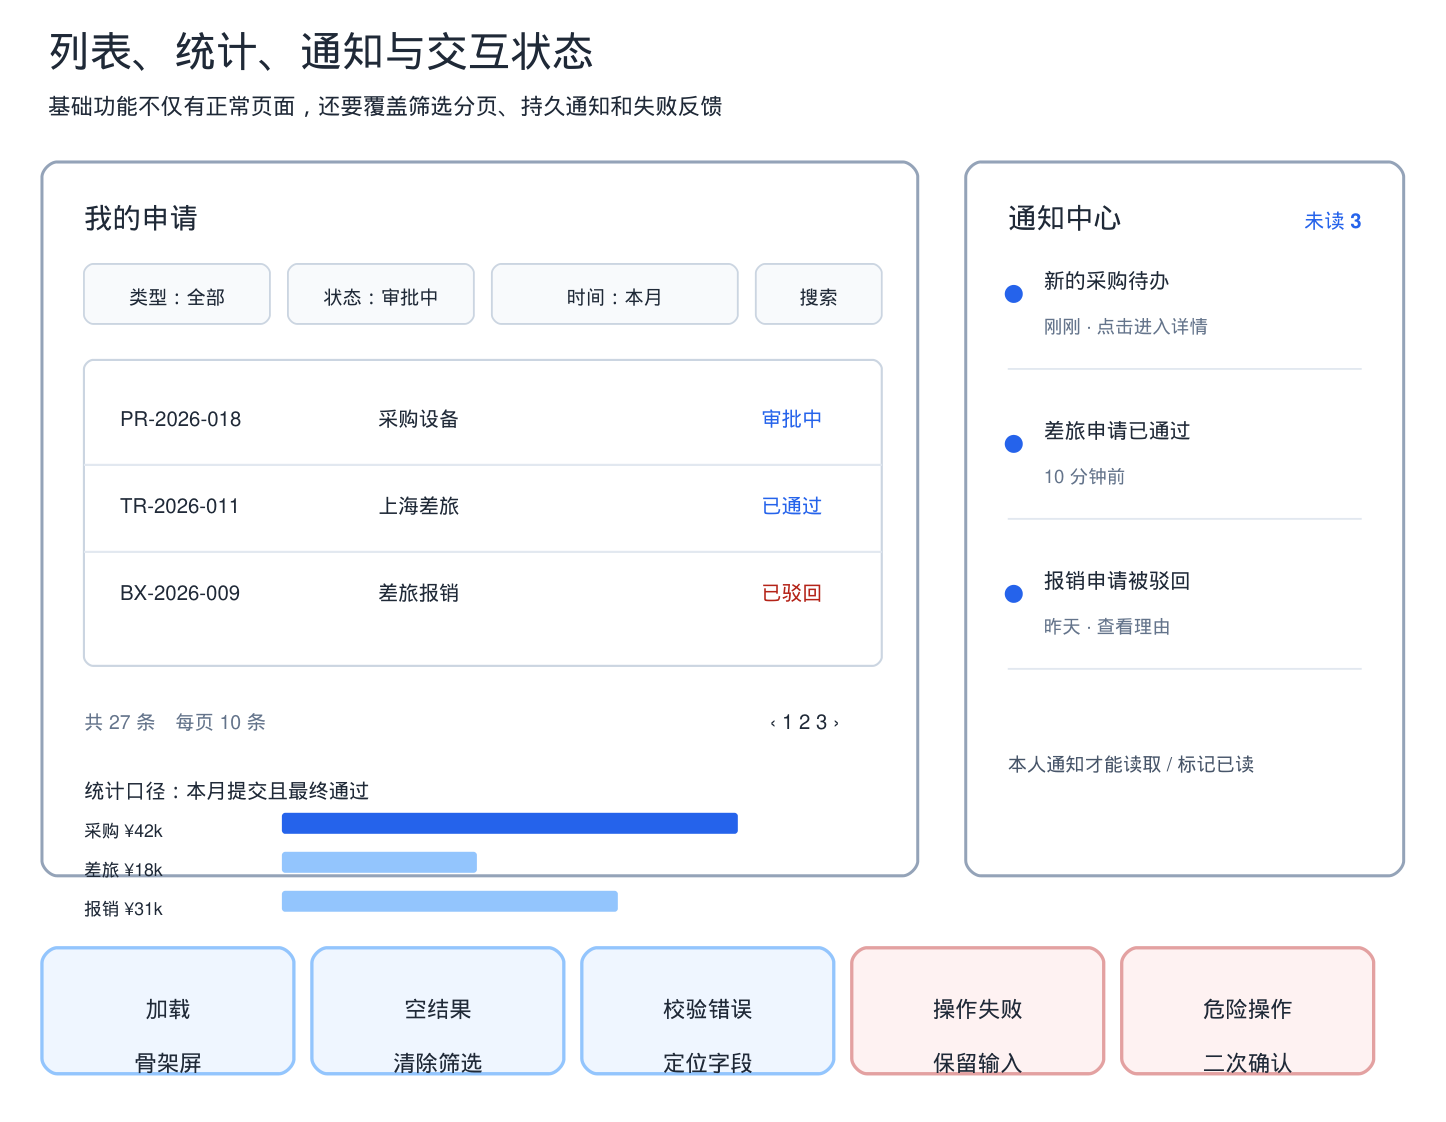 列表、统计、通知与交互状态
基础功能不仅有正常页面，还要覆盖筛选分页、持久通知和失败反馈
我的申请
类型：全部 状态：审批中 时间：本月 搜索
PR-2026-018 采购设备 审批中
TR-2026-011 上海差旅 已通过
BX-2026-009 差旅报销 已驳回
共 27 条 每页 10 条 ‹ 1 2 3 ›
统计口径：本月提交且最终通过
采购 ¥42k
差旅 ¥18k
报销 ¥31k
通知中心 未读 3
新的采购待办
刚刚 · 点击进入详情
差旅申请已通过
10 分钟前
报销申请被驳回
昨天 · 查看理由
本人通知才能读取 / 标记已读
加载
骨架屏
空结果
清除筛选
校验错误
定位字段
操作失败
保留输入
危险操作
二次确认